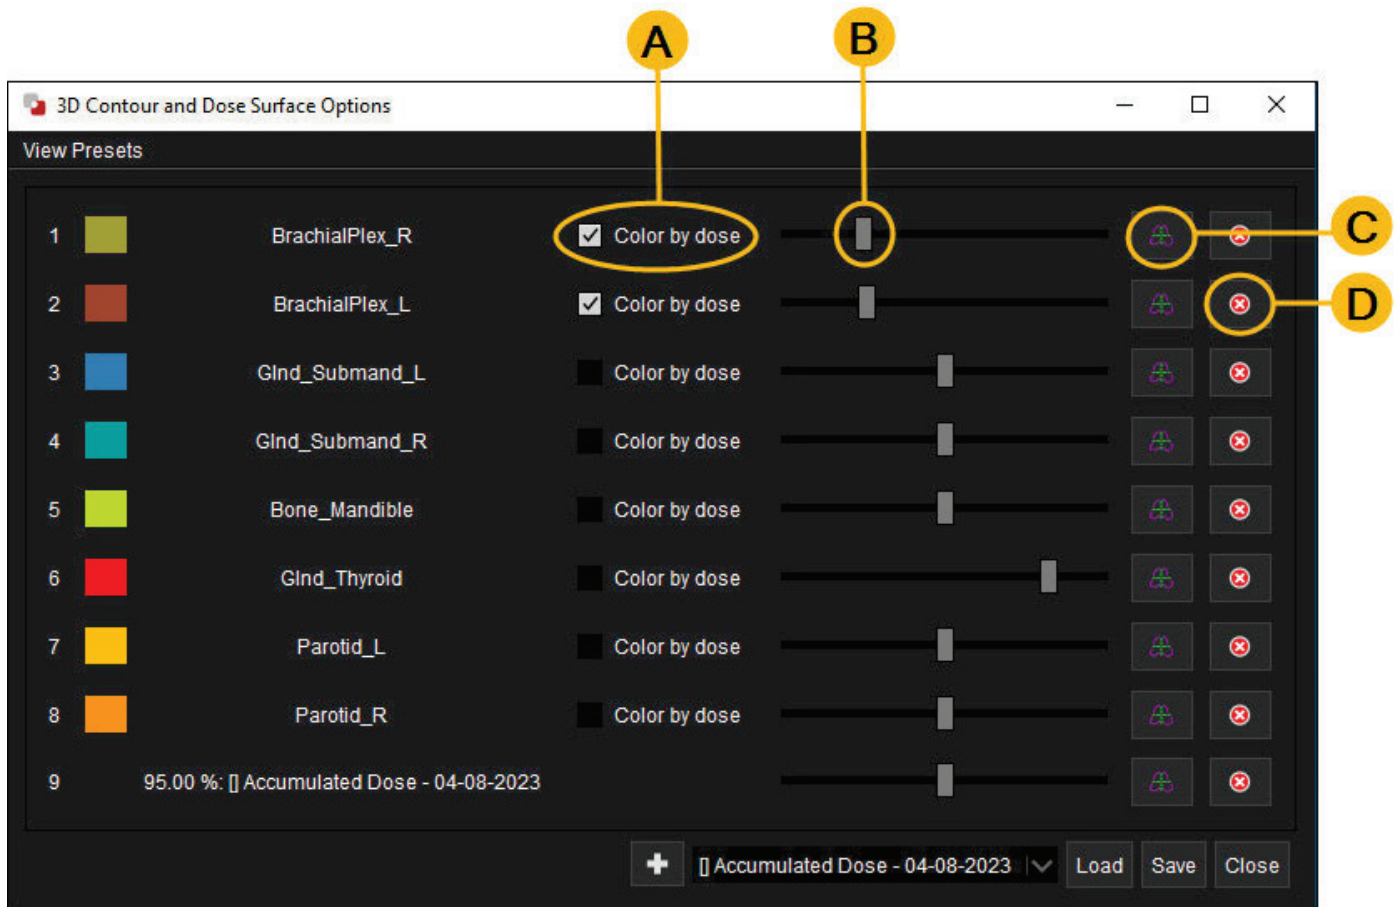 A B
3D Contour and Dose Surface Options
View Presets
1 BrachialPlex_R Color by dose C
2 BrachialPlex_L Color by dose D
3 Glnd_Submand_L Color by dose
4 Glnd_Submand_R Color by dose
5 Bone_Mandible Color by dose
6 Glnd_Thyroid Color by dose
7 Parotid_L Color by dose
8 Parotid_R Color by dose
9 95.00 %: [] Accumulated Dose - 04-08-2023
[] Accumulated Dose - 04-08-2023 Load Save Close